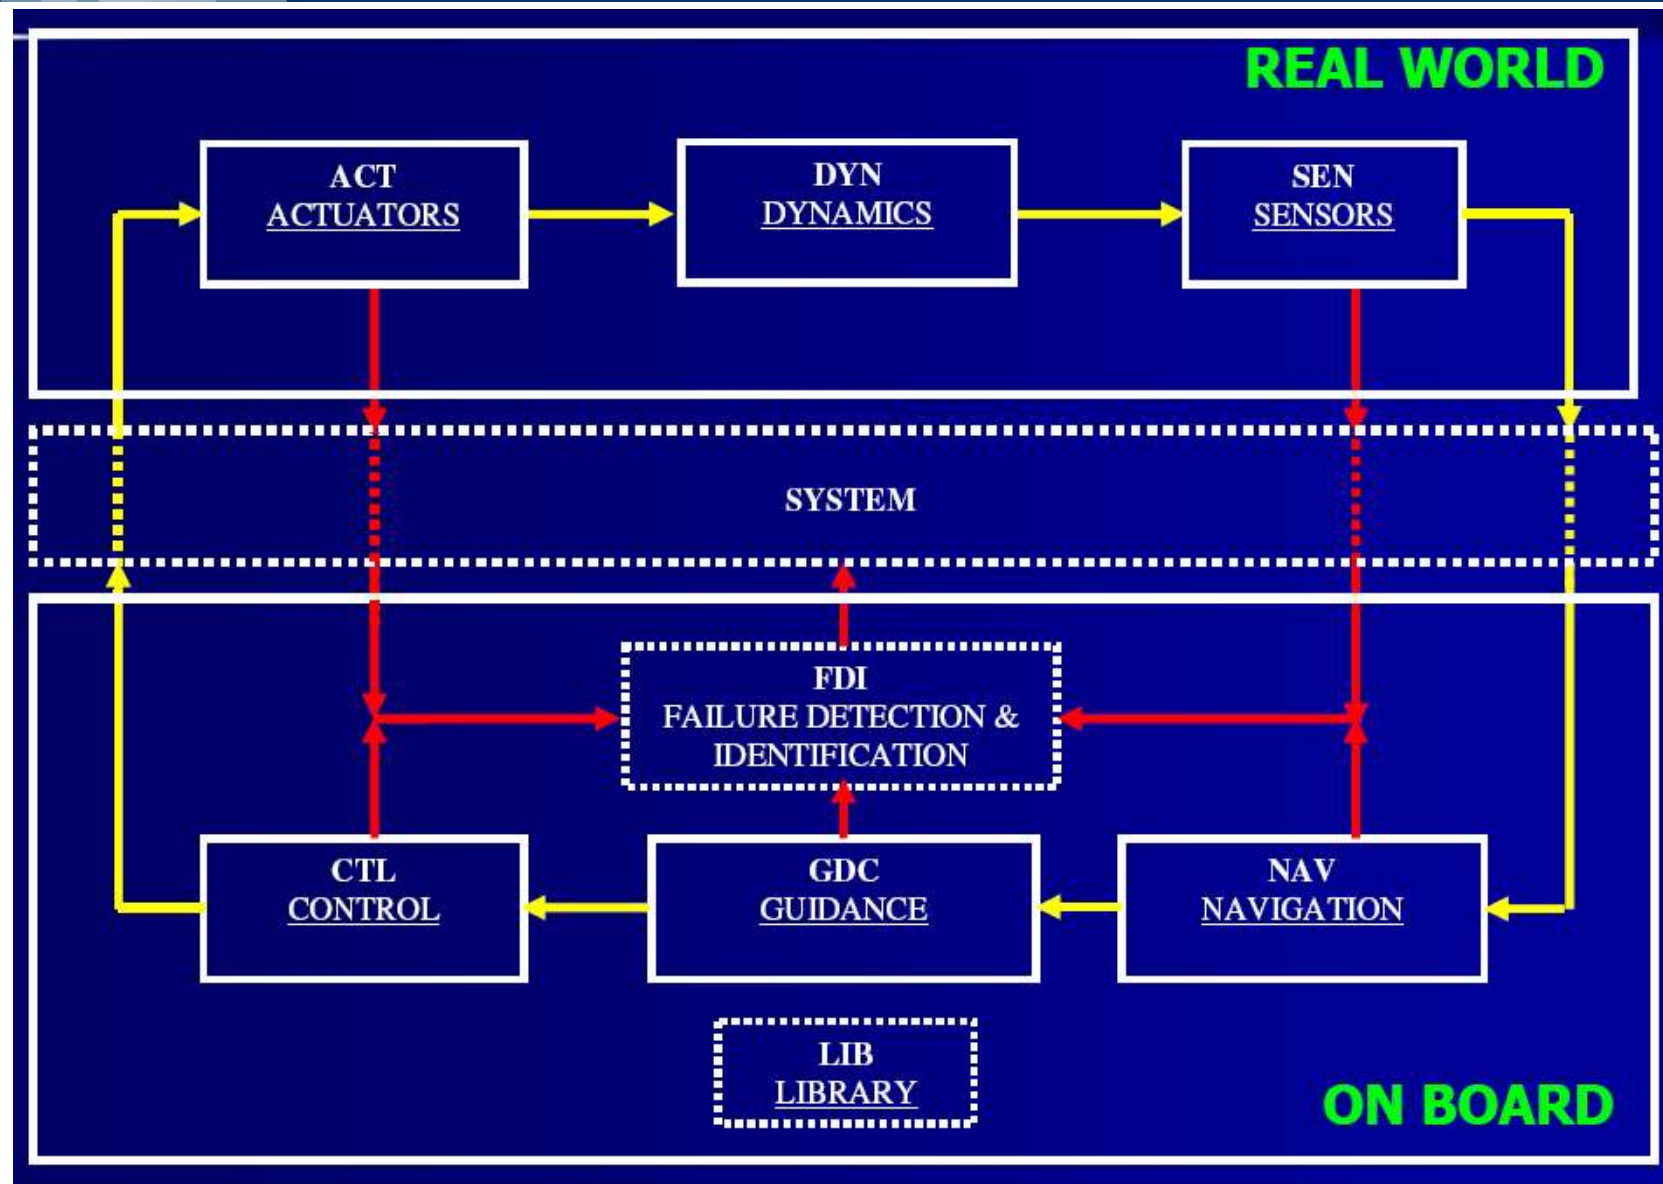 REAL WORLD
ACT
ACTUATORS
DYN
DYNAMICS
SEN
SENSORS
SYSTEM
FDI
FAILURE DETECTION &
IDENTIFICATION
CTL
CONTROL
GDC
GUIDANCE
NAV
NAVIGATION
LIB
LIBRARY
ON BOARD